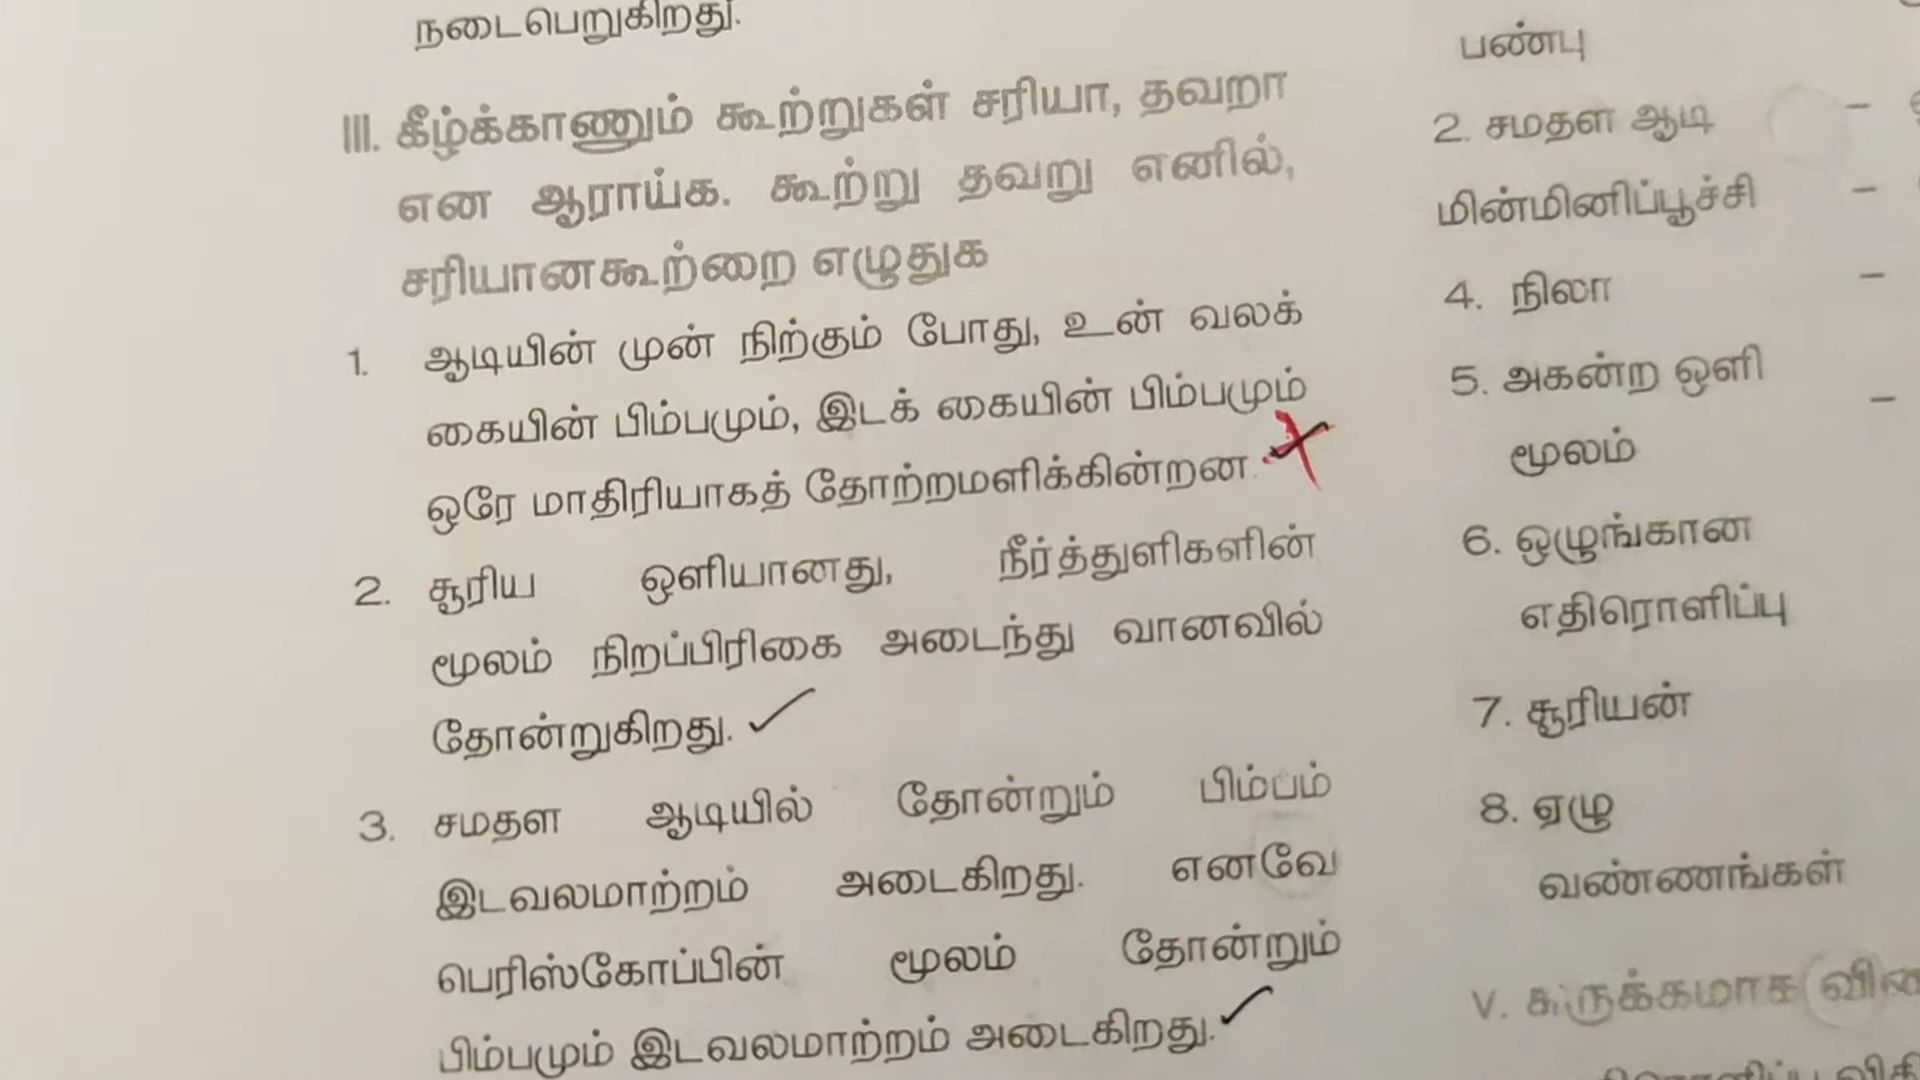 நடைபெறுகிறது.
III. கீழ்க்காணும் கூற்றுகள் சரியா, தவறா
என ஆராய்க. கூற்று தவறு எனில்,
சரியானகூற்றை எழுதுக
1. ஆடியின் முன் நிற்கும் போது, உன் வலக்
கையின் பிம்பமும், இடக் கையின் பிம்பமும்
ஒரே மாதிரியாகத் தோற்றமளிக்கின்றன.
2. சூரிய ஒளியானது, நீர்த்துளிகளின்
மூலம் நிறப்பிரிகை அடைந்து வானவில்
தோன்றுகிறது.
3. சமதள ஆடியில் தோன்றும் பிம்பம்
இடவலமாற்றம் அடைகிறது. எனவே
பெரிஸ்கோப்பின் மூலம் தோன்றும்
பிம்பமும் இடவலமாற்றம் அடைகிறது.
பண்பு
2. சமதள ஆடி –
மின்மினிப்பூச்சி –
4. நிலா –
5. அகன்ற ஒளி –
மூலம்
6. ஒழுங்கான
எதிரொளிப்பு
7. சூரியன்
8. ஏழு
வண்ணங்கள்
V. சுருக்கமாக